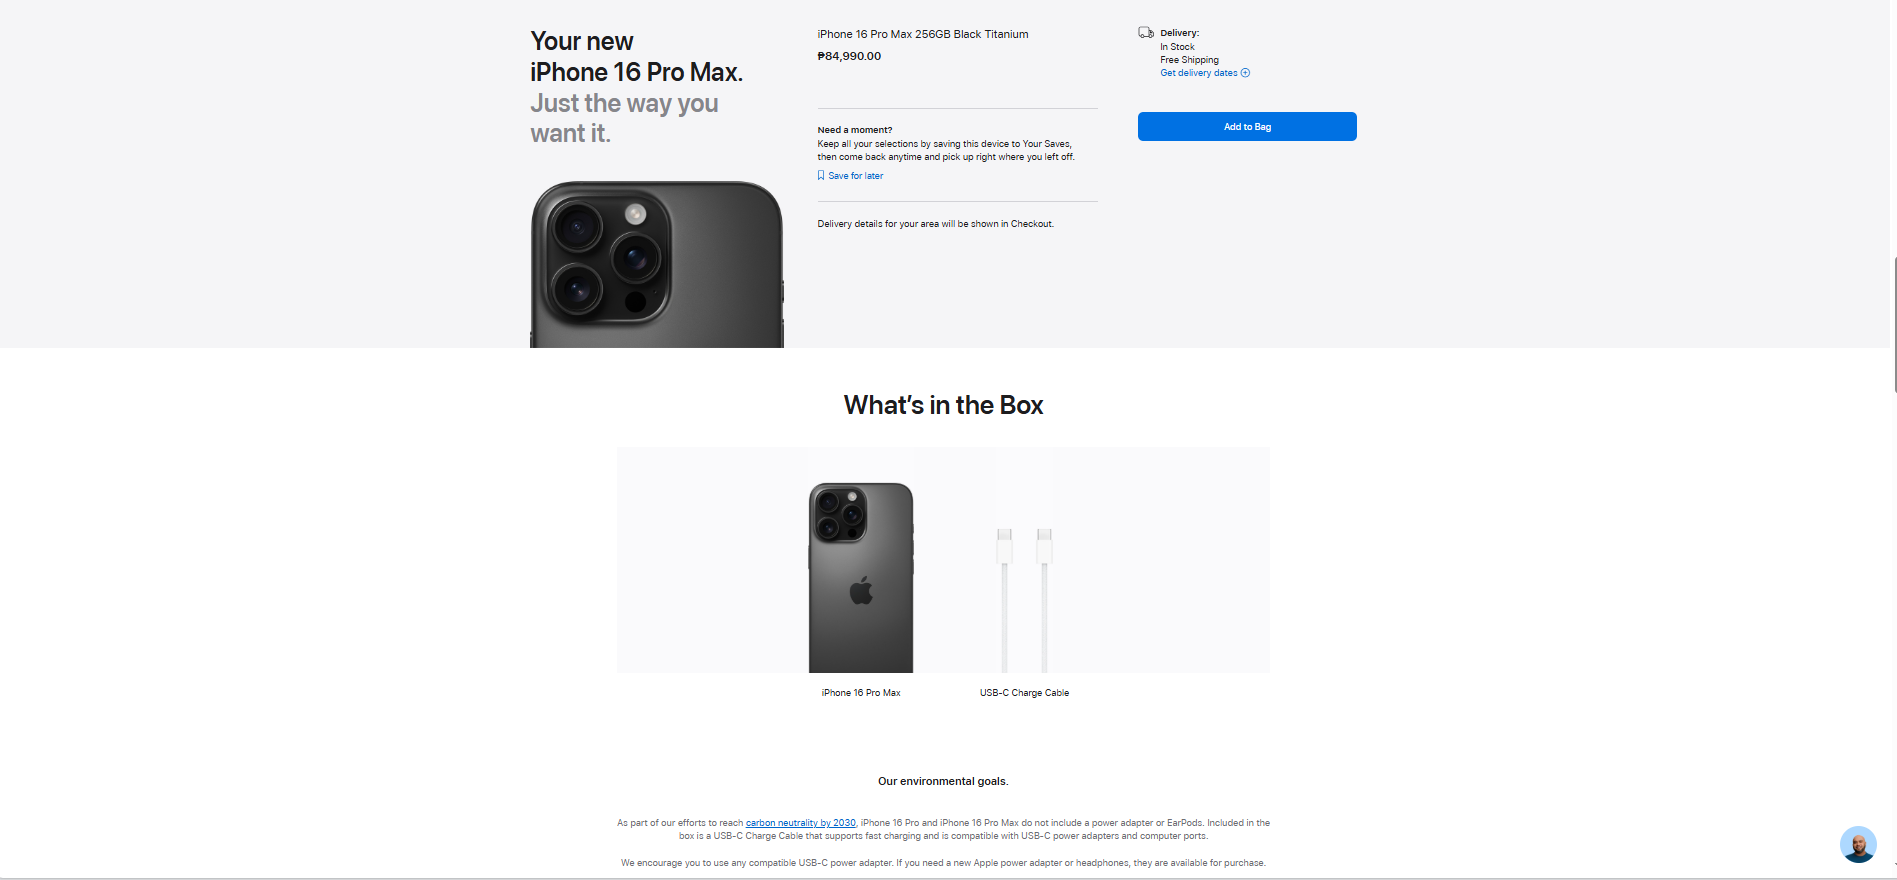 Your new
iPhone 16 Pro Max.
Just the way you
want it.
iPhone 16 Pro Max 256GB Black Titanium
₱84,990.00
Need a moment?
Keep all your selections by saving this device to Your Saves,
then come back anytime and pick up right where you left off.
Save for later
Delivery details for your area will be shown in Checkout.
Delivery:
In Stock
Free Shipping
Get delivery dates
Add to Bag
What's in the Box
iPhone 16 Pro Max
USB-C Charge Cable
Our environmental goals.
As part of our efforts to reach carbon neutrality by 2030, iPhone 16 Pro and iPhone 16 Pro Max do not include a power adapter or EarPods. Included in the
box is a USB-C Charge Cable that supports fast charging and is compatible with USB-C power adapters and computer ports.
We encourage you to use any compatible USB-C power adapter. If you need a new Apple power adapter or headphones, they are available for purchase.